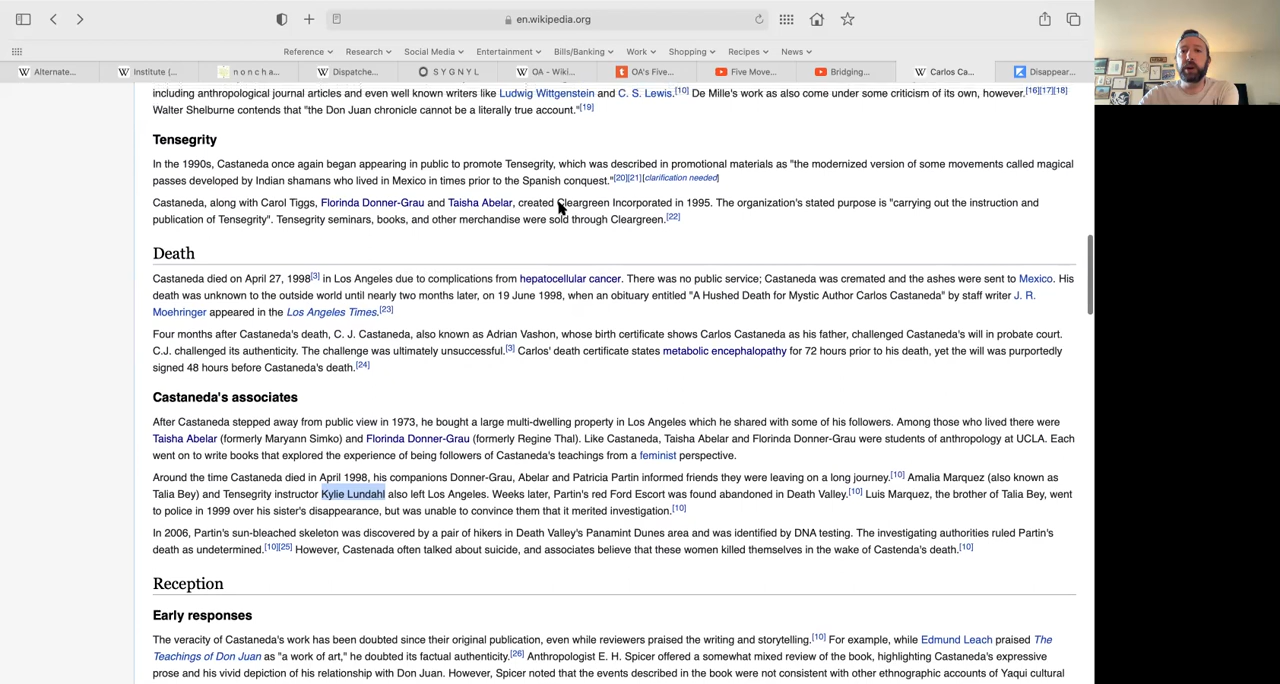 en.wikipedia.org
Reference Research Social Media Entertainment Bills/Banking Work Shopping Recipes News
Alternate... Institute (... n o n c h a... Dispatche... S Y G N Y L OA - Wiki... OA's Five... Five Move... Bridging... Carlos Ca... Disappear...
including anthropological journal articles and even well known writers like Ludwig Wittgenstein and C. S. Lewis.[10] De Mille's work as also come under some criticism of its own, however.[16][17][18]
Walter Shelburne contends that "the Don Juan chronicle cannot be a literally true account."[19]
Tensegrity
In the 1990s, Castaneda once again began appearing in public to promote Tensegrity, which was described in promotional materials as "the modernized version of some movements called magical
passes developed by Indian shamans who lived in Mexico in times prior to the Spanish conquest."[20][21][clarification needed]
Castaneda, along with Carol Tiggs, Florinda Donner-Grau and Taisha Abelar, created Cleargreen Incorporated in 1995. The organization's stated purpose is "carrying out the instruction and
publication of Tensegrity". Tensegrity seminars, books, and other merchandise were sold through Cleargreen.[22]
Death
Castaneda died on April 27, 1998[3] in Los Angeles due to complications from hepatocellular cancer. There was no public service; Castaneda was cremated and the ashes were sent to Mexico. His
death was unknown to the outside world until nearly two months later, on 19 June 1998, when an obituary entitled "A Hushed Death for Mystic Author Carlos Castaneda" by staff writer J. R.
Moehringer appeared in the Los Angeles Times.[23]
Four months after Castaneda's death, C. J. Castaneda, also known as Adrian Vashon, whose birth certificate shows Carlos Castaneda as his father, challenged Castaneda's will in probate court.
C.J. challenged its authenticity. The challenge was ultimately unsuccessful.[3] Carlos' death certificate states metabolic encephalopathy for 72 hours prior to his death, yet the will was purportedly
signed 48 hours before Castaneda's death.[24]
Castaneda's associates
After Castaneda stepped away from public view in 1973, he bought a large multi-dwelling property in Los Angeles which he shared with some of his followers. Among those who lived there were
Taisha Abelar (formerly Maryann Simko) and Florinda Donner-Grau (formerly Regine Thal). Like Castaneda, Taisha Abelar and Florinda Donner-Grau were students of anthropology at UCLA. Each
went on to write books that explored the experience of being followers of Castaneda's teachings from a feminist perspective.
Around the time Castaneda died in April 1998, his companions Donner-Grau, Abelar and Patricia Partin informed friends they were leaving on a long journey.[10] Amalia Marquez (also known as
Talia Bey) and Tensegrity instructor Kylie Lundahl also left Los Angeles. Weeks later, Partin's red Ford Escort was found abandoned in Death Valley.[10] Luis Marquez, the brother of Talia Bey, went
to police in 1999 over his sister's disappearance, but was unable to convince them that it merited investigation.[10]
In 2006, Partin's sun-bleached skeleton was discovered by a pair of hikers in Death Valley's Panamint Dunes area and was identified by DNA testing. The investigating authorities ruled Partin's
death as undetermined.[10][25] However, Castenada often talked about suicide, and associates believe that these women killed themselves in the wake of Castenda's death.[10]
Reception
Early responses
The veracity of Castaneda's work has been doubted since their original publication, even while reviewers praised the writing and storytelling.[10] For example, while Edmund Leach praised The
Teachings of Don Juan as "a work of art," he doubted its factual authenticity.[26] Anthropologist E. H. Spicer offered a somewhat mixed review of the book, highlighting Castaneda's expressive
prose and his vivid depiction of his relationship with Don Juan. However, Spicer noted that the events described in the book were not consistent with other ethnographic accounts of Yaqui cultural